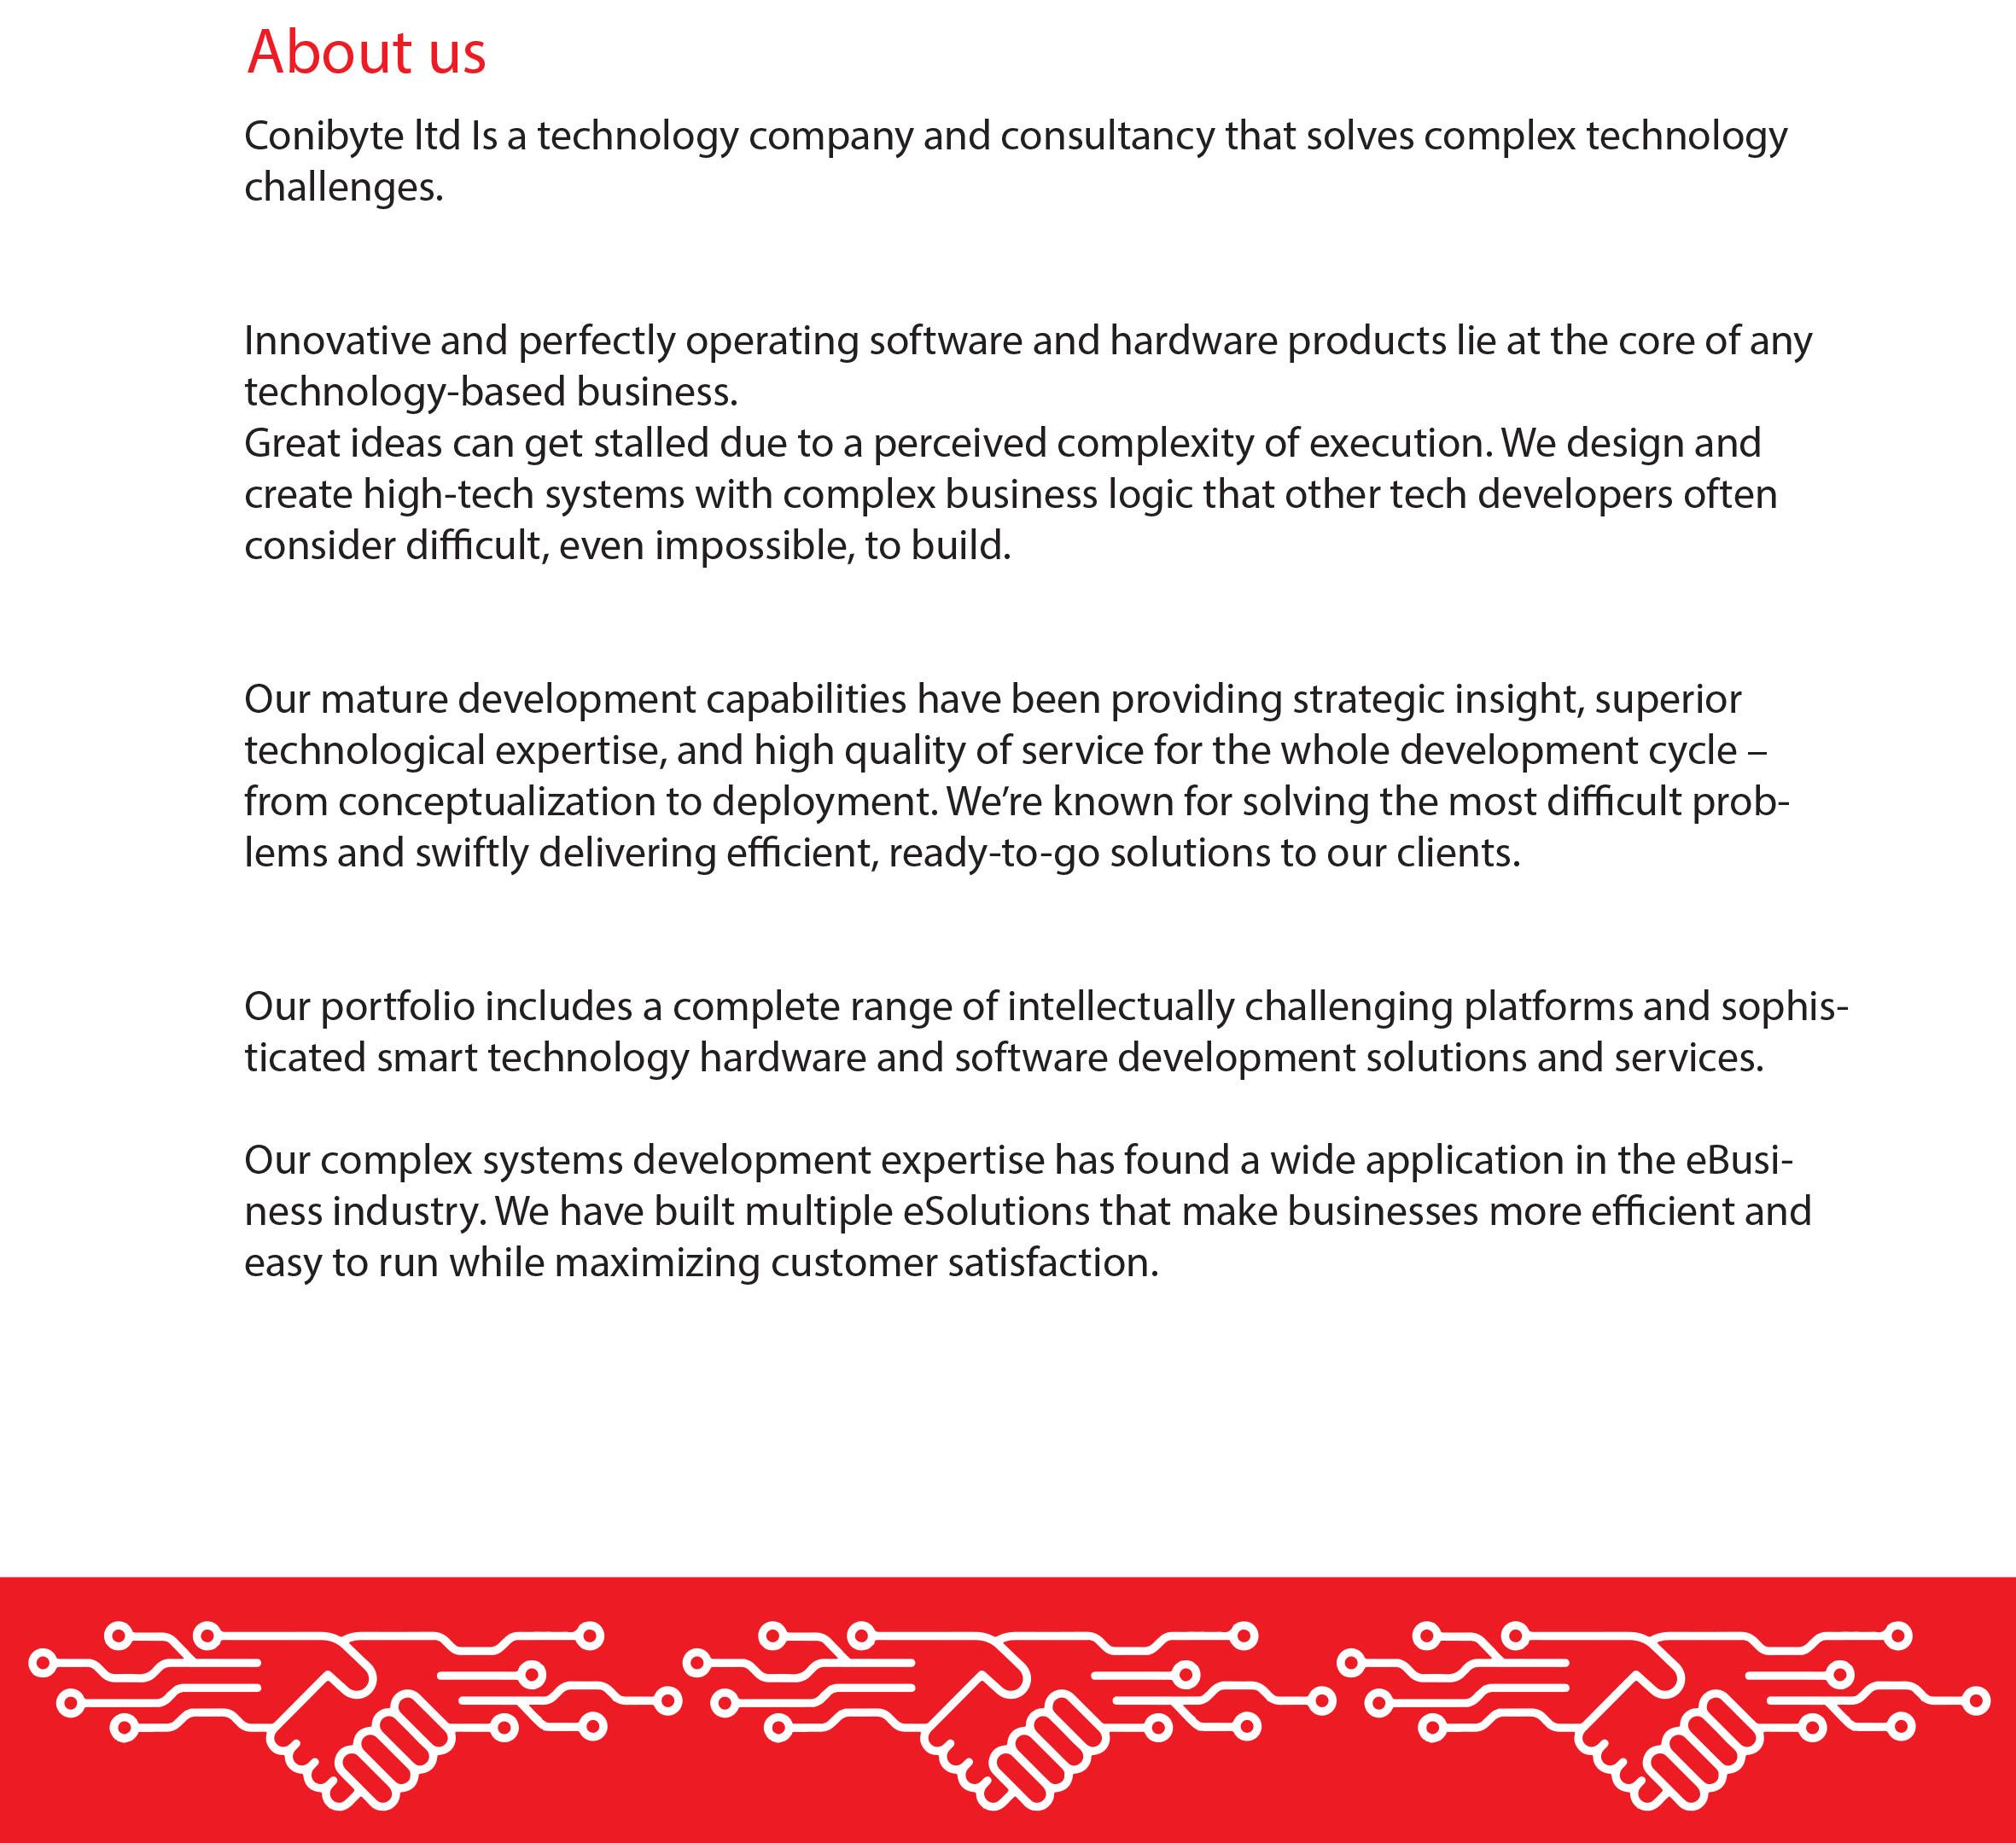 About us
Conibyte ltd Is a technology company and consultancy that solves complex technology
challenges.
Innovative and perfectly operating software and hardware products lie at the core of any
technology-based business.
Great ideas can get stalled due to a perceived complexity of execution. We design and
create high-tech systems with complex business logic that other tech developers often
consider difficult, even impossible, to build.
Our mature development capabilities have been providing strategic insight, superior
technological expertise, and high quality of service for the whole development cycle –
from conceptualization to deployment. We’re known for solving the most difficult prob-
lems and swiftly delivering efficient, ready-to-go solutions to our clients.
Our portfolio includes a complete range of intellectually challenging platforms and sophis-
ticated smart technology hardware and software development solutions and services.
Our complex systems development expertise has found a wide application in the eBusi-
ness industry. We have built multiple eSolutions that make businesses more efficient and
easy to run while maximizing customer satisfaction.